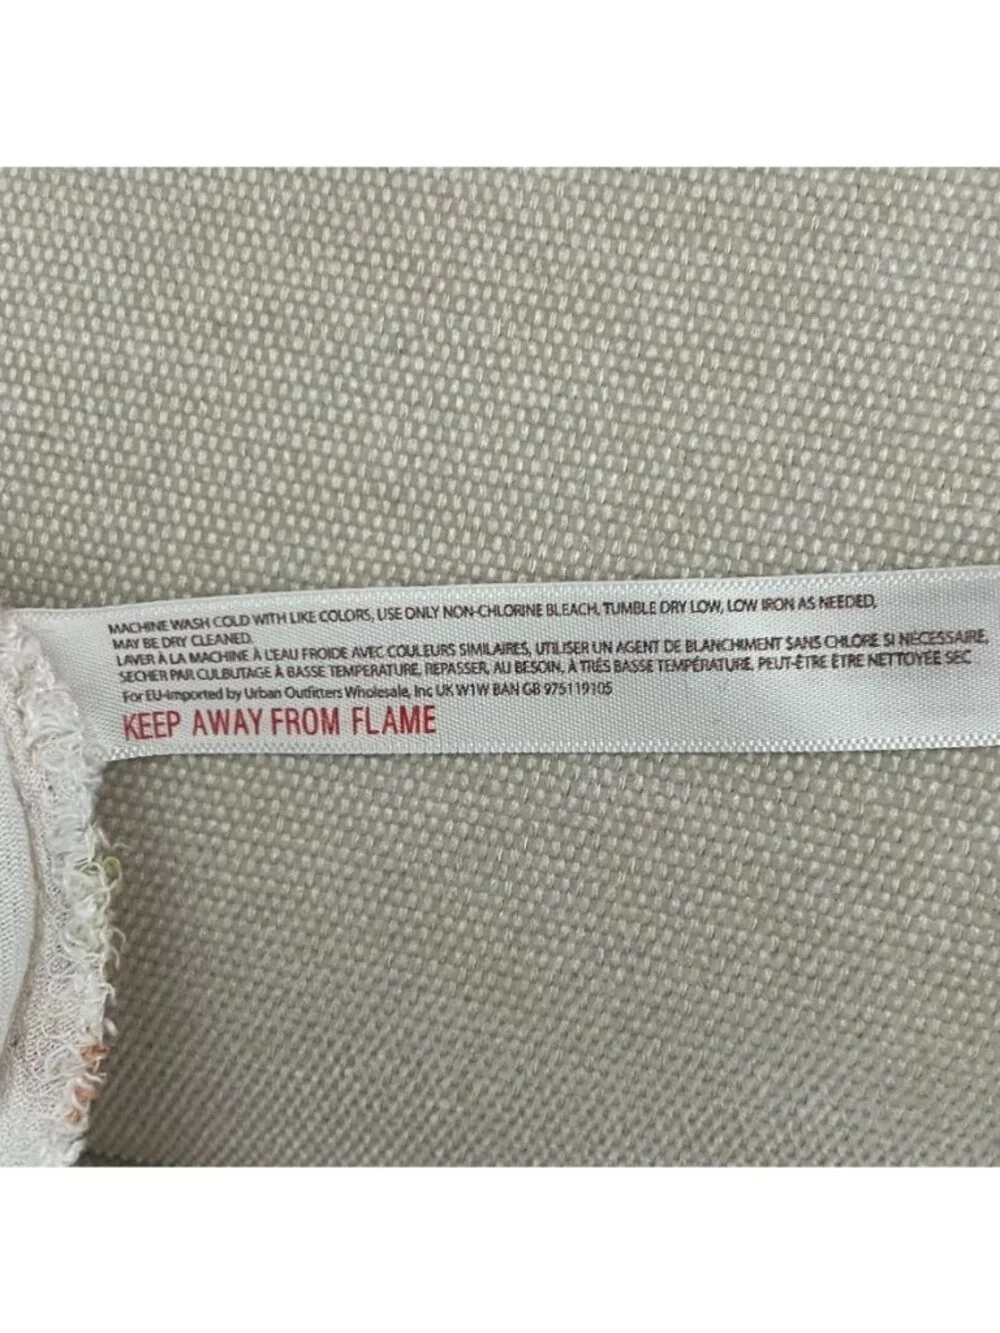 MACHINE WASH COLD WITH LIKE COLORS, USE ONLY NON-CHLORINE BLEACH, TUMBLE DRY LOW, LOW IRON AS NEEDED,
MAY BE DRY CLEANED.
LAVER À LA MACHINE À L'EAU FROIDE AVEC COULEURS SIMILAIRES, UTILISER UN AGENT DE BLANCHIMENT SANS CHLORE SI NÉCESSAIRE,
SECHER PAR CULBUTAGE À BASSE TEMPERATURE, REPASSER, AU BESOIN, À TRÈS BASSE TEMPÉRATURE, PEUT-ÊTRE ÊTRE NETTOYÉE SEC
For EU-Imported by Urban Outfitters Wholesale, Inc UK W1W 8AN GB 975119105
KEEP AWAY FROM FLAME